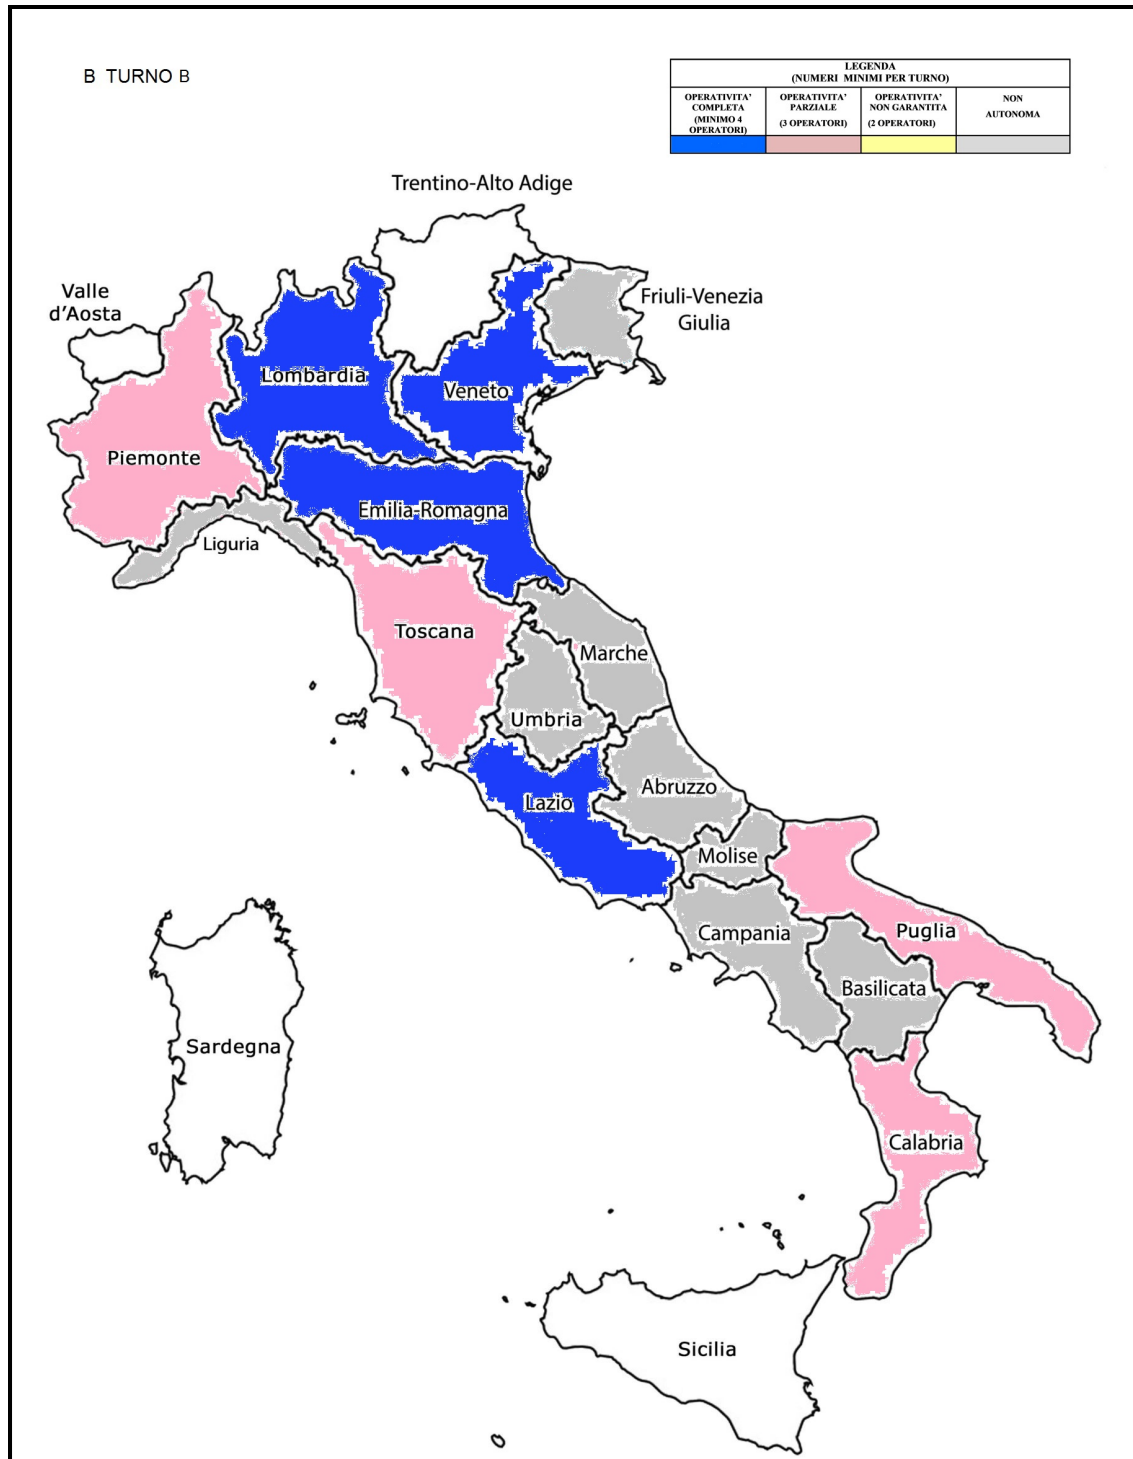 B TURNO B
LEGENDA
(NUMERI MINIMI PER TURNO)
OPERATIVITA’
COMPLETA
(MINIMO 4
OPERATORI)
OPERATIVITA’
PARZIALE
(3 OPERATORI)
OPERATIVITA’
NON GARANTITA
(2 OPERATORI)
NON
AUTONOMA
Trentino-Alto Adige
Valle
d’Aosta
Friuli-Venezia
Giulia
Lombardia
Veneto
Piemonte
Emilia-Romagna
Liguria
Toscana
Marche
Umbria
Abruzzo
Lazio
Molise
Campania
Puglia
Basilicata
Sardegna
Calabria
Sicilia